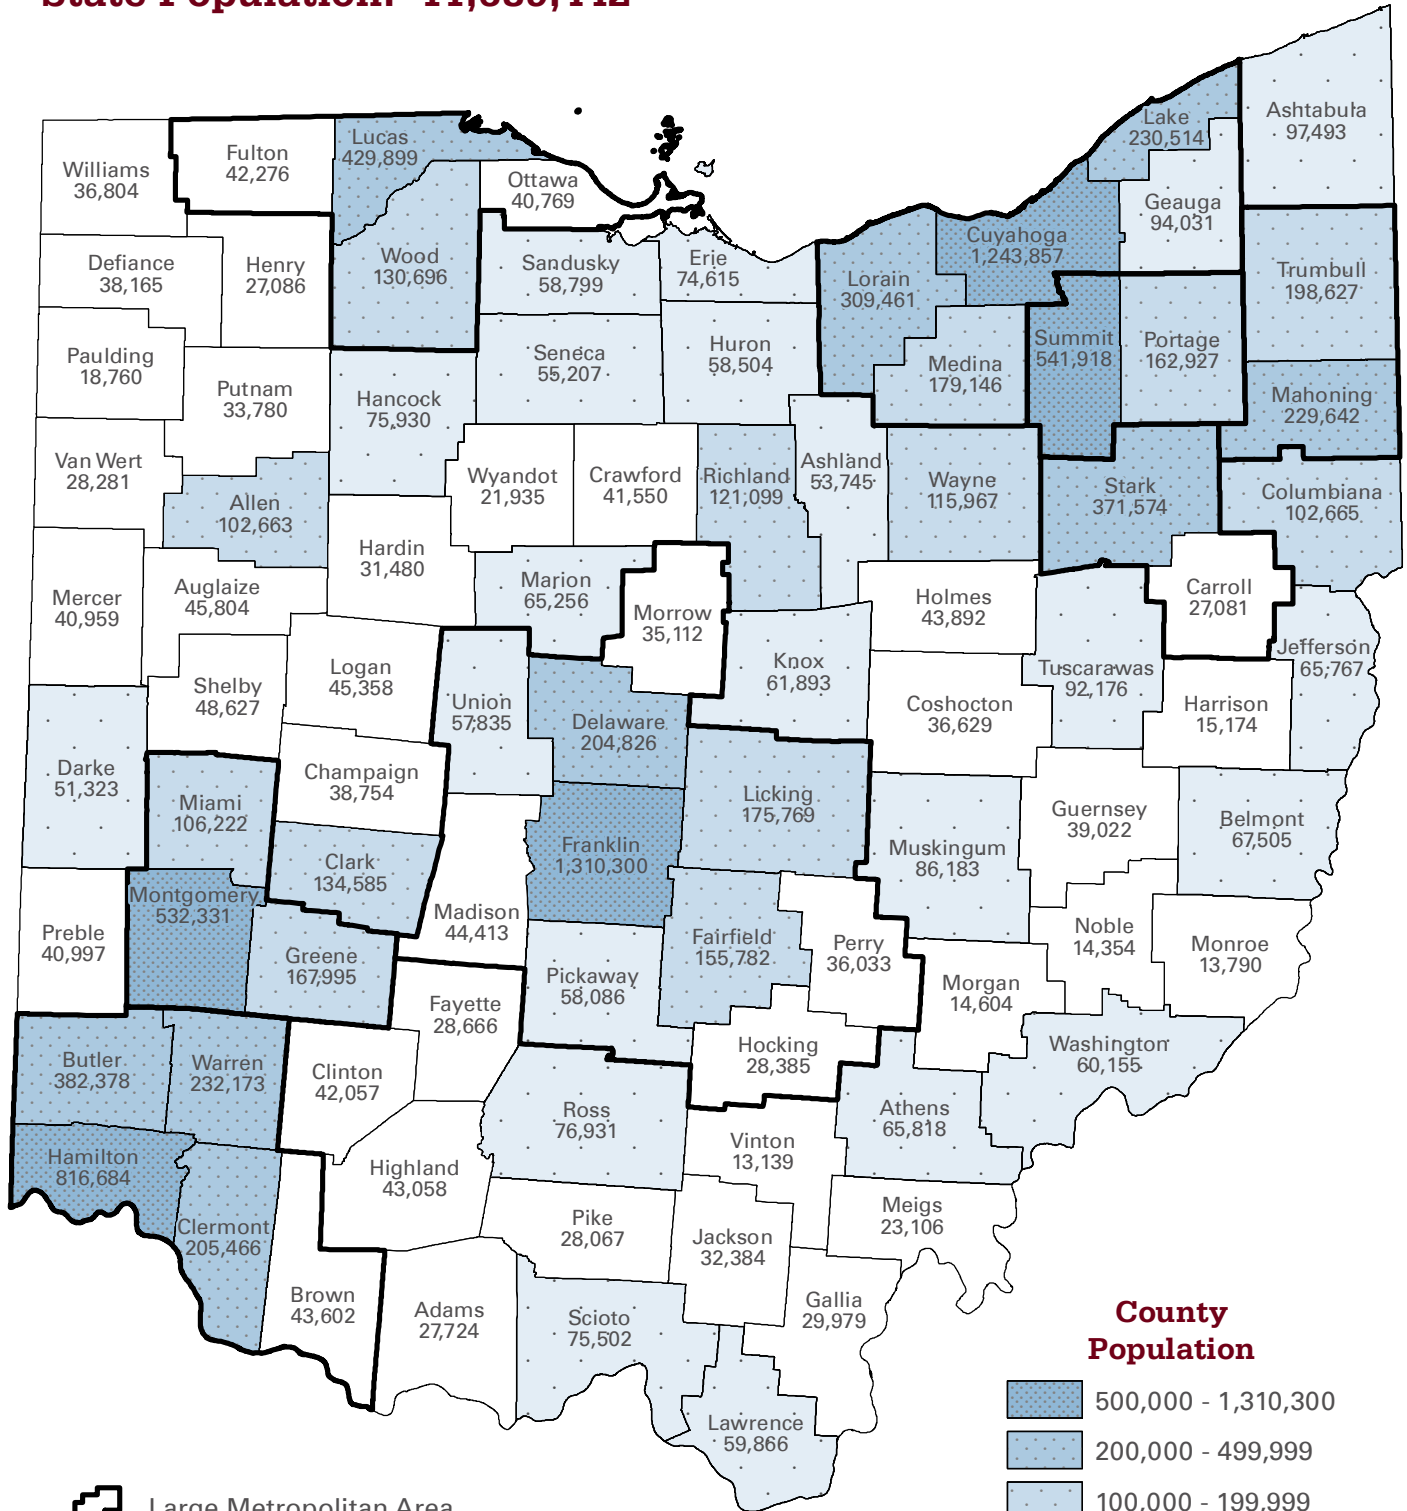 State Population: 11,689,442
Williams
36,804
Fulton
42,276
Lucas
429,899
Ottawa
40,769
Lake
230,514
Ashtabula
97,493
Geauga
94,031
Cuyahoga
1,243,857
Defiance
38,165
Henry
27,086
Wood
130,696
Sandusky
58,799
Erie
74,615
Lorain
309,461
Trumbull
198,627
Paulding
18,760
Putnam
33,780
Hancock
75,930
Seneca
55,207
Huron
58,504
Medina
179,146
Summit
541,918
Portage
162,927
Mahoning
229,642
Van Wert
28,281
Allen
102,663
Wyandot
21,935
Crawford
41,550
Richland
121,099
Ashland
53,745
Wayne
115,967
Stark
371,574
Columbiana
102,665
Mercer
40,959
Auglaize
45,804
Hardin
31,480
Marion
65,256
Morrow
35,112
Holmes
43,892
Carroll
27,081
Jefferson
65,767
Shelby
48,627
Logan
45,358
Union
57,835
Delaware
204,826
Knox
61,893
Coshocton
36,629
Tuscarawas
92,176
Harrison
15,174
Darke
51,323
Miami
106,222
Champaign
38,754
Clark
134,585
Franklin
1,310,300
Licking
175,769
Muskingum
86,183
Guernsey
39,022
Belmont
67,505
Preble
40,997
Montgomery
532,331
Greene
167,995
Madison
44,413
Pickaway
58,086
Fairfield
155,782
Perry
36,033
Morgan
14,604
Noble
14,354
Monroe
13,790
Butler
382,378
Warren
232,173
Clinton
42,057
Fayette
28,666
Ross
76,931
Hocking
28,385
Athens
65,818
Washington
60,155
Hamilton
816,684
Clermont
205,466
Highland
43,058
Vinton
13,139
Meigs
23,106
Brown
43,602
Adams
27,724
Pike
28,067
Scioto
75,502
Jackson
32,384
Gallia
29,979
Lawrence
59,866
County
Population
500,000 - 1,310,300
200,000 - 499,999
100,000 - 199,999
Large Metropolitan Area